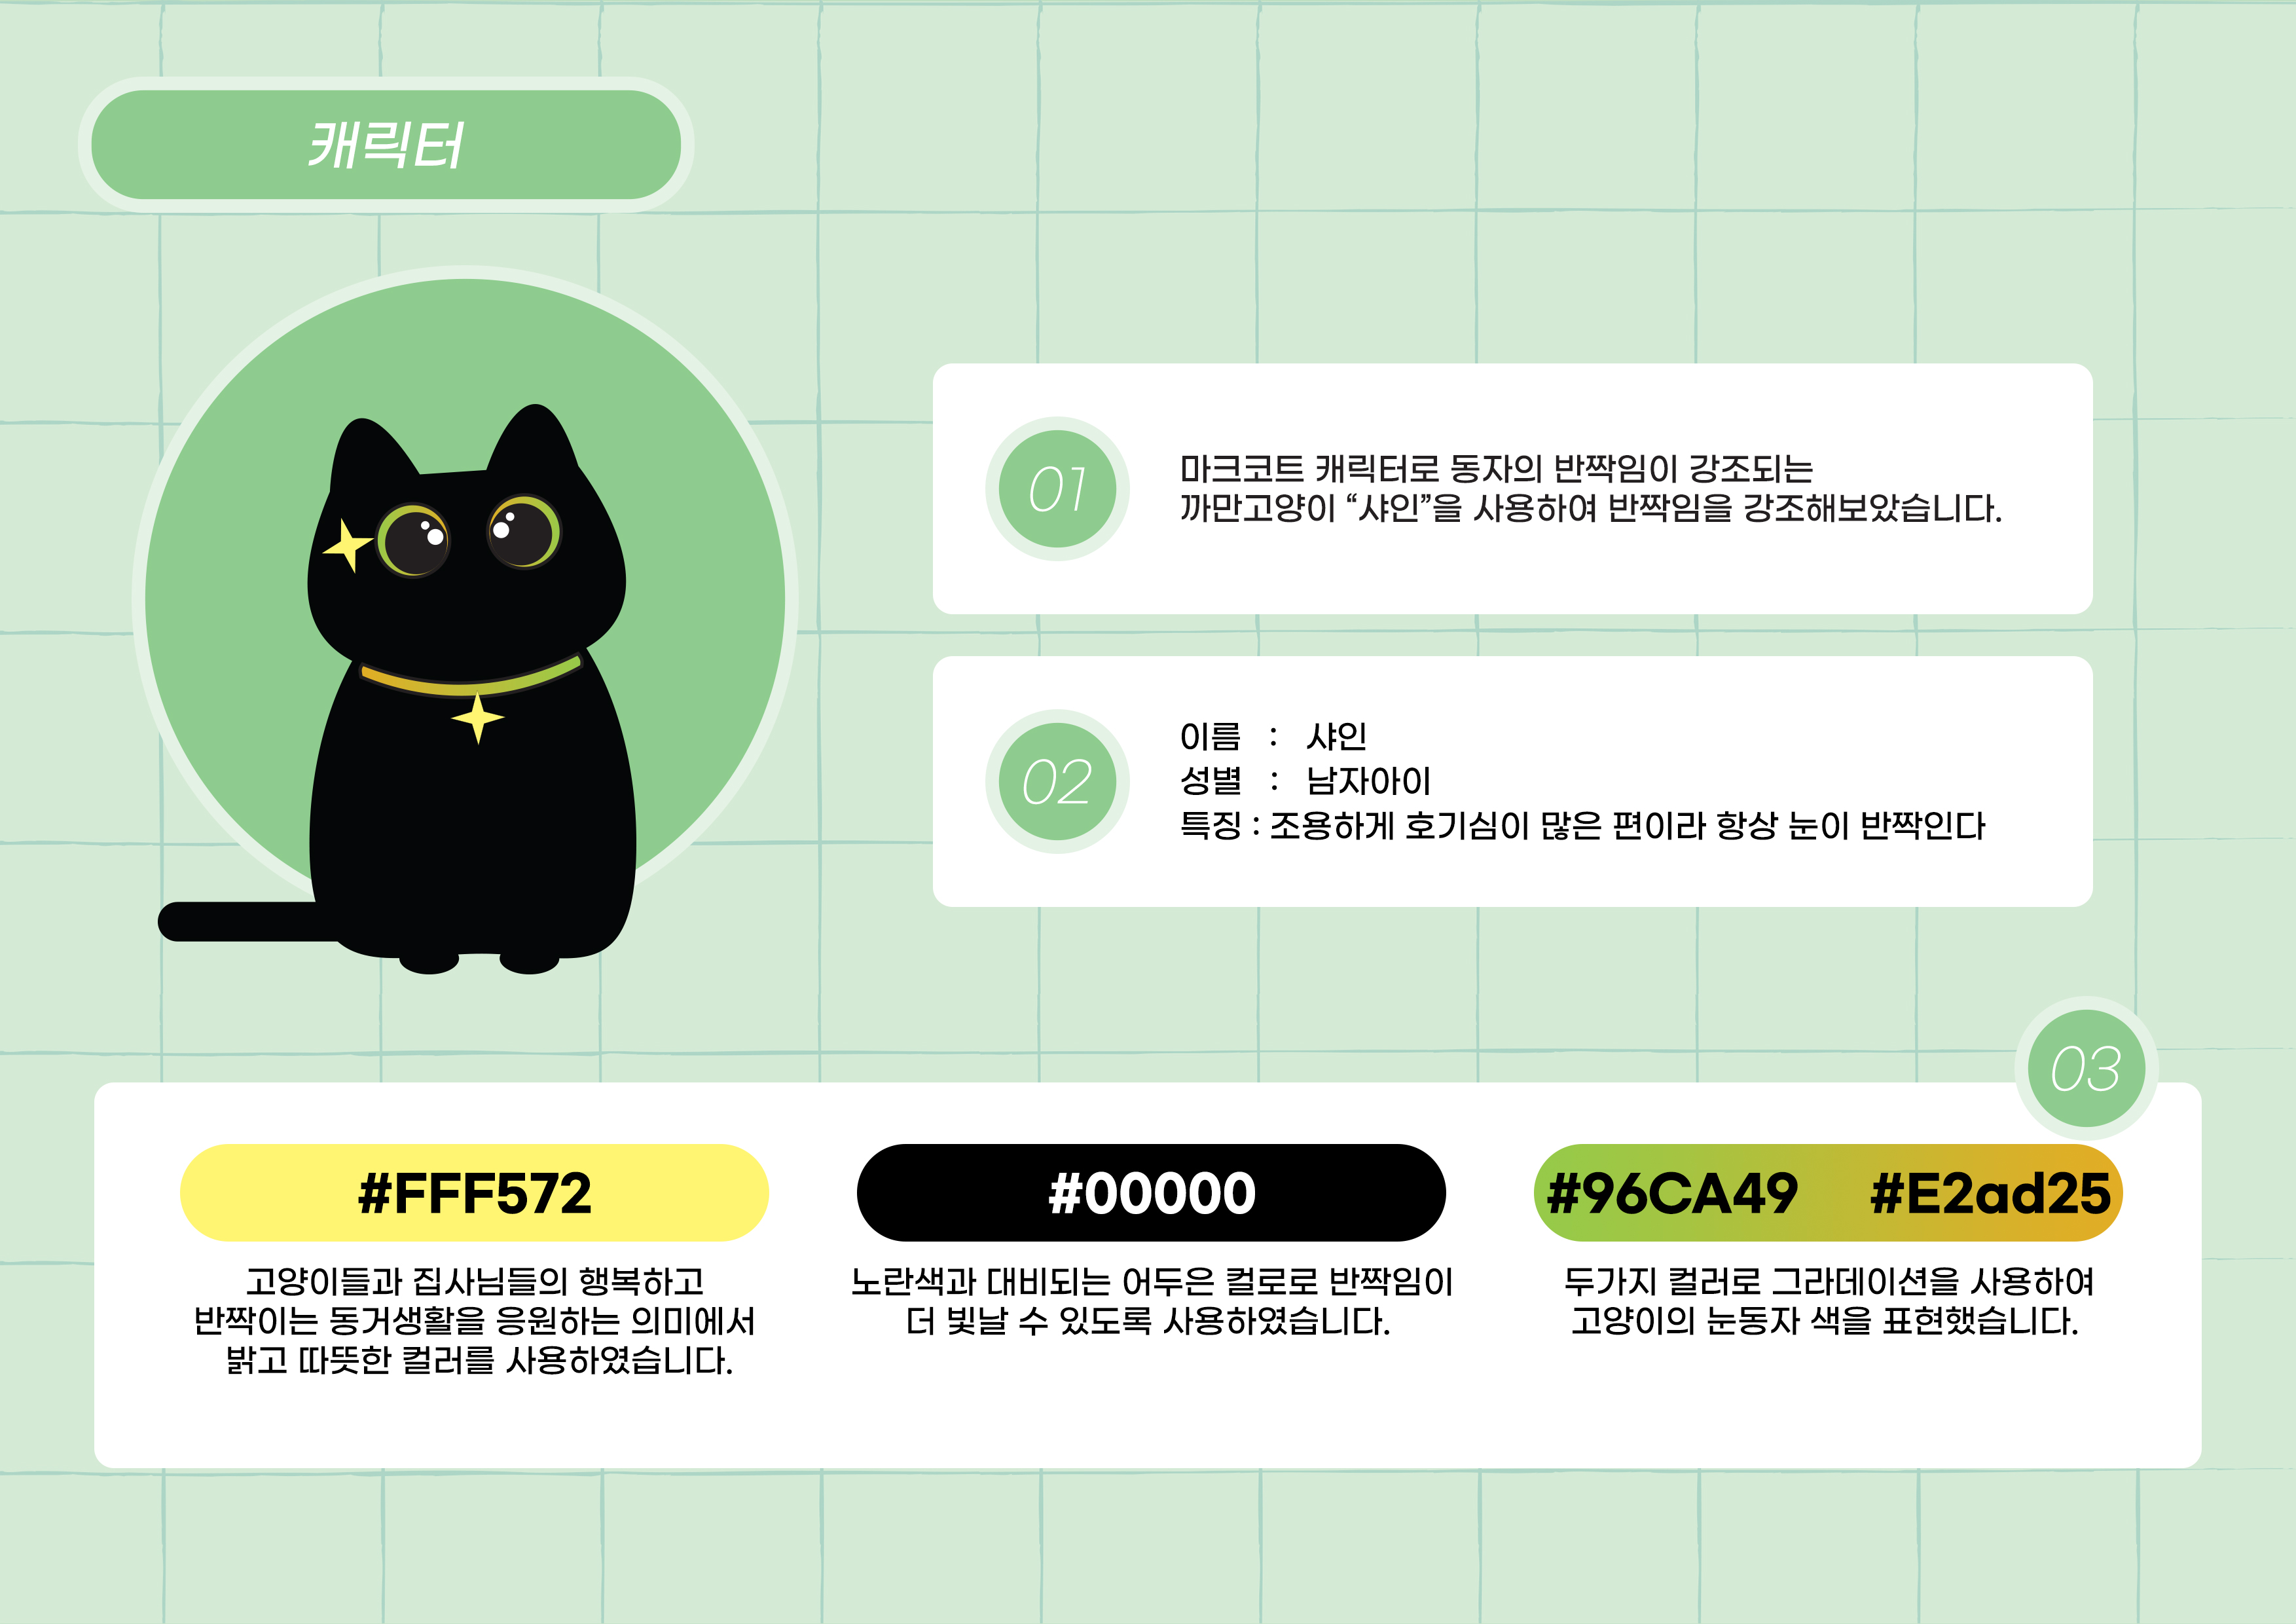 캐릭터
01
마크코트 캐릭터로 동자의 반짝임이 강조되는
까만고양이 “샤인”을 사용하여 반짝임을 강조해보았습니다.
02
이름 : 샤인
성별 : 남자아이
특징 : 조용하게 호기심이 많은 편이라 항상 눈이 반짝인다
03
#FFF572
고양이들과 집사님들의 행복하고
반짝이는 동거생활을 응원하는 의미에서
밝고 따뜻한 컬러를 사용하였습니다.
#00000
노란색과 대비되는 어두은 컬로로 반짝임이
더 빛날 수 있도록 사용하였습니다.
#96CA49 #E2ad25
두가지 컬러로 그라데이션을 사용하여
고양이의 눈동자 색을 표현했습니다.